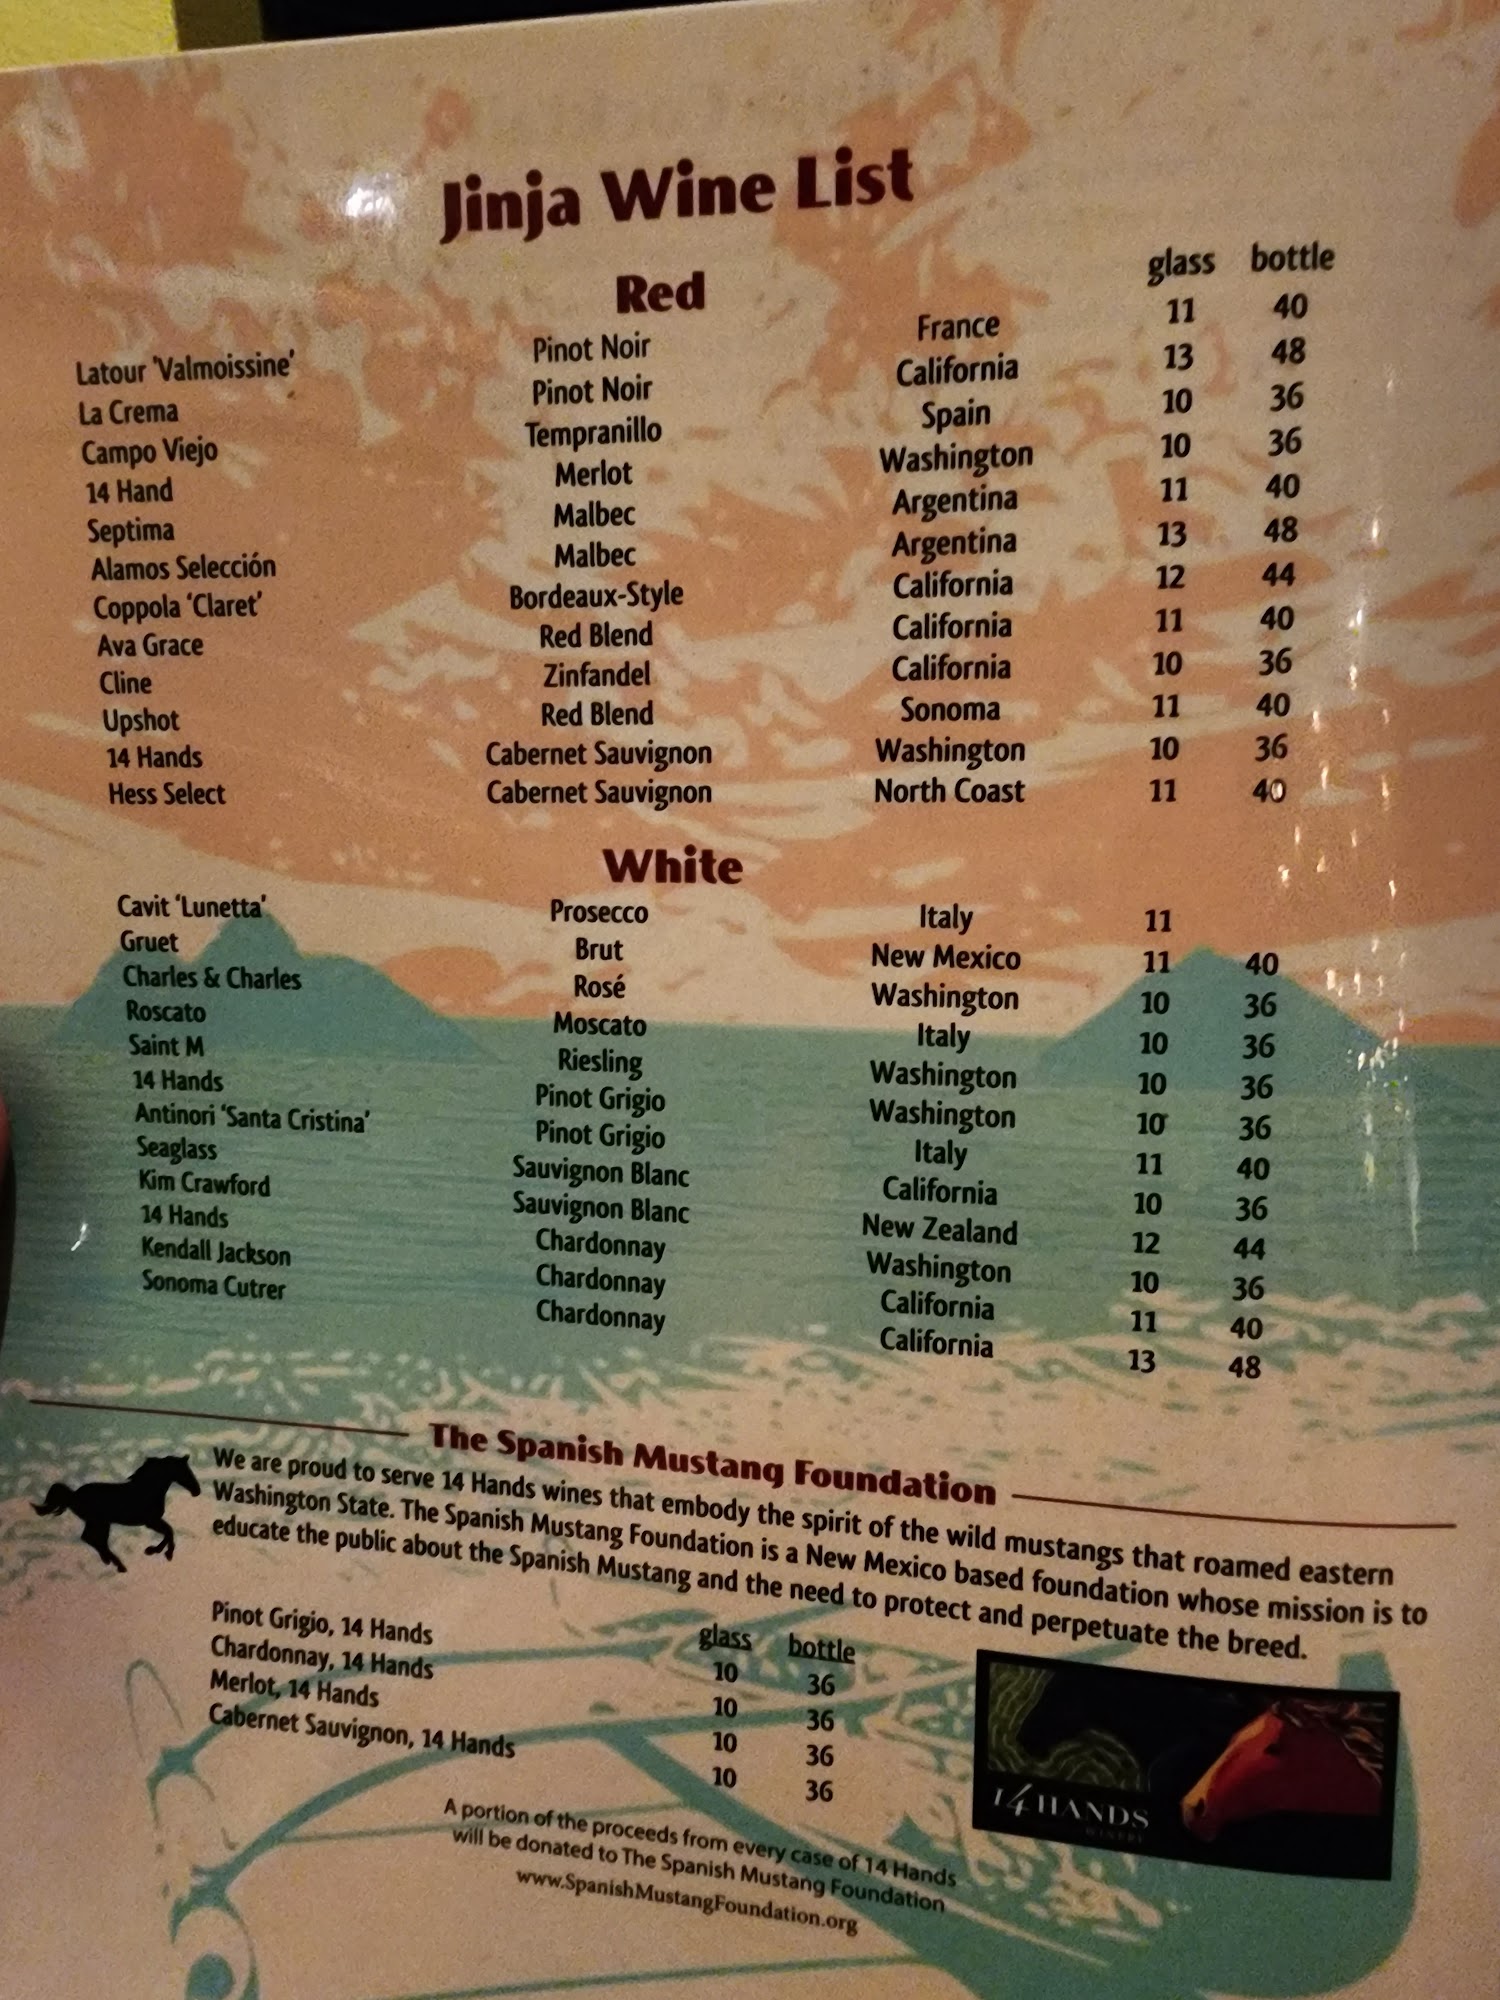 Jinja Wine List
Red
glass bottle
Latour 'Valmoissine' Pinot Noir France 11 40
La Crema Pinot Noir California 13 48
Campo Viejo Tempranillo Spain 10 36
14 Hand Merlot Washington 10 36
Septima Malbec Argentina 11 40
Alamos Selección Malbec Argentina 13 48
Coppola 'Claret' Bordeaux-Style California 12 44
Ava Grace Red Blend California 11 40
Cline Zinfandel California 10 36
Upshot Red Blend Sonoma 11 40
14 Hands Cabernet Sauvignon Washington 10 36
Hess Select Cabernet Sauvignon North Coast 11 40
White
Cavit 'Lunetta' Prosecco Italy 11
Gruet Brut New Mexico 11 40
Charles & Charles Rosé Washington 10 36
Roscato Moscato Italy 10 36
Saint M Riesling Washington 10 36
14 Hands Pinot Grigio Washington 10 36
Antinori 'Santa Cristina' Pinot Grigio Italy 11 40
Seaglass Sauvignon Blanc California 10 36
Kim Crawford Sauvignon Blanc New Zealand 12 44
14 Hands Chardonnay Washington 10 36
Kendall Jackson Chardonnay California 11 40
Sonoma Cutrer Chardonnay California 13 48
The Spanish Mustang Foundation
We are proud to serve 14 Hands wines that embody the spirit of the wild mustangs that roamed eastern
Washington State. The Spanish Mustang Foundation is a New Mexico based foundation whose mission is to
educate the public about the Spanish Mustang and the need to protect and perpetuate the breed.
glass bottle
Pinot Grigio, 14 Hands 10 36
Chardonnay, 14 Hands 10 36
Merlot, 14 Hands 10 36
Cabernet Sauvignon, 14 Hands 10 36
14 HANDS
WINERY
A portion of the proceeds from every case of 14 Hands
will be donated to The Spanish Mustang Foundation
www.SpanishMustangFoundation.org